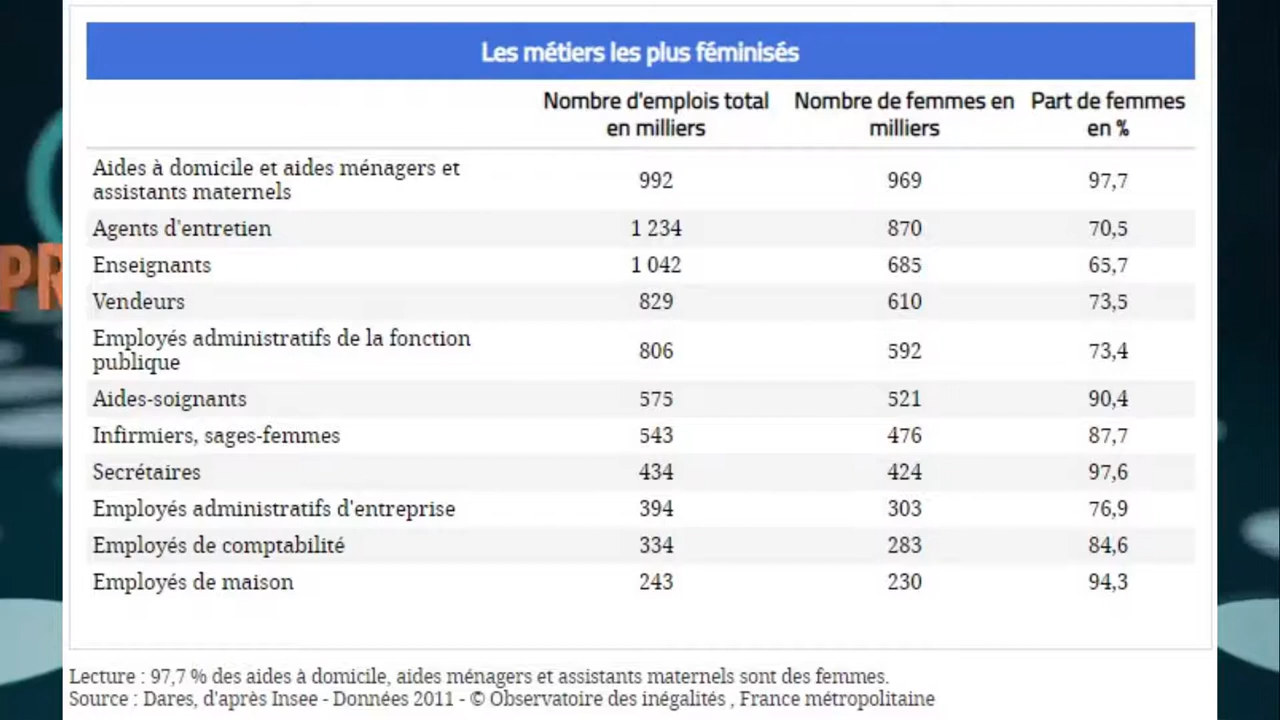 Les métiers les plus féminisés
Nombre d'emplois total en milliers Nombre de femmes en milliers Part de femmes en %
Aides à domicile et aides ménagers et assistants maternels 992 969 97,7
Agents d'entretien 1 234 870 70,5
Enseignants 1 042 685 65,7
Vendeurs 829 610 73,5
Employés administratifs de la fonction publique 806 592 73,4
Aides-soignants 575 521 90,4
Infirmiers, sages-femmes 543 476 87,7
Secrétaires 434 424 97,6
Employés administratifs d'entreprise 394 303 76,9
Employés de comptabilité 334 283 84,6
Employés de maison 243 230 94,3
Lecture : 97,7 % des aides à domicile, aides ménagers et assistants maternels sont des femmes.
Source : Dares, d'après Insee - Données 2011 - © Observatoire des inégalités , France métropolitaine
PR